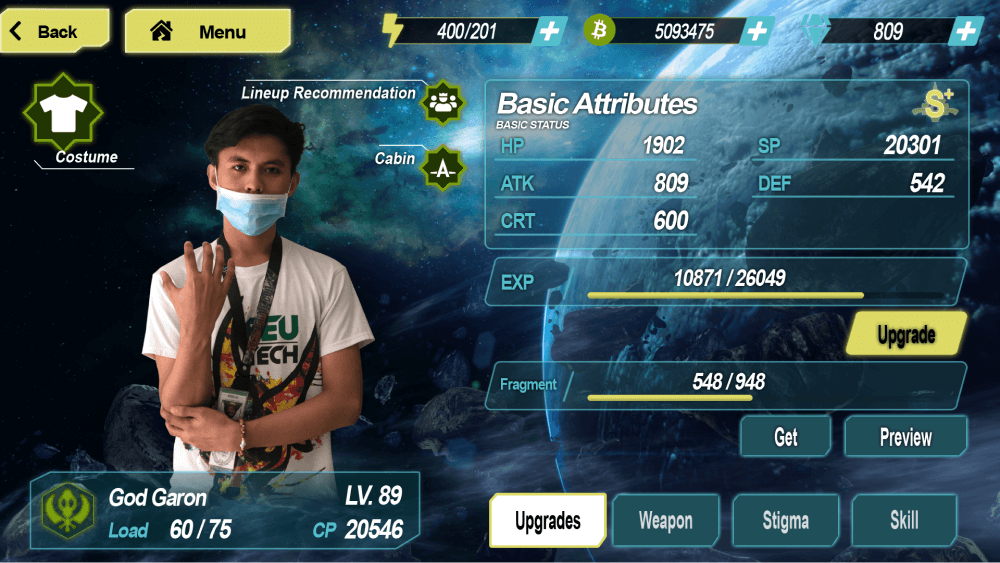 Back
Menu
400/201
5093475
809
Costume
Lineup Recommendation
Cabin
Basic Attributes
BASIC STATUS
S+
HP 1902
SP 20301
ATK 809
DEF 542
CRT 600
EXP 10871 / 26049
Upgrade
Fragment 548 / 948
Get
Preview
EU
TECH
God Garon
LV. 89
Load 60 / 75
CP 20546
Upgrades
Weapon
Stigma
Skill